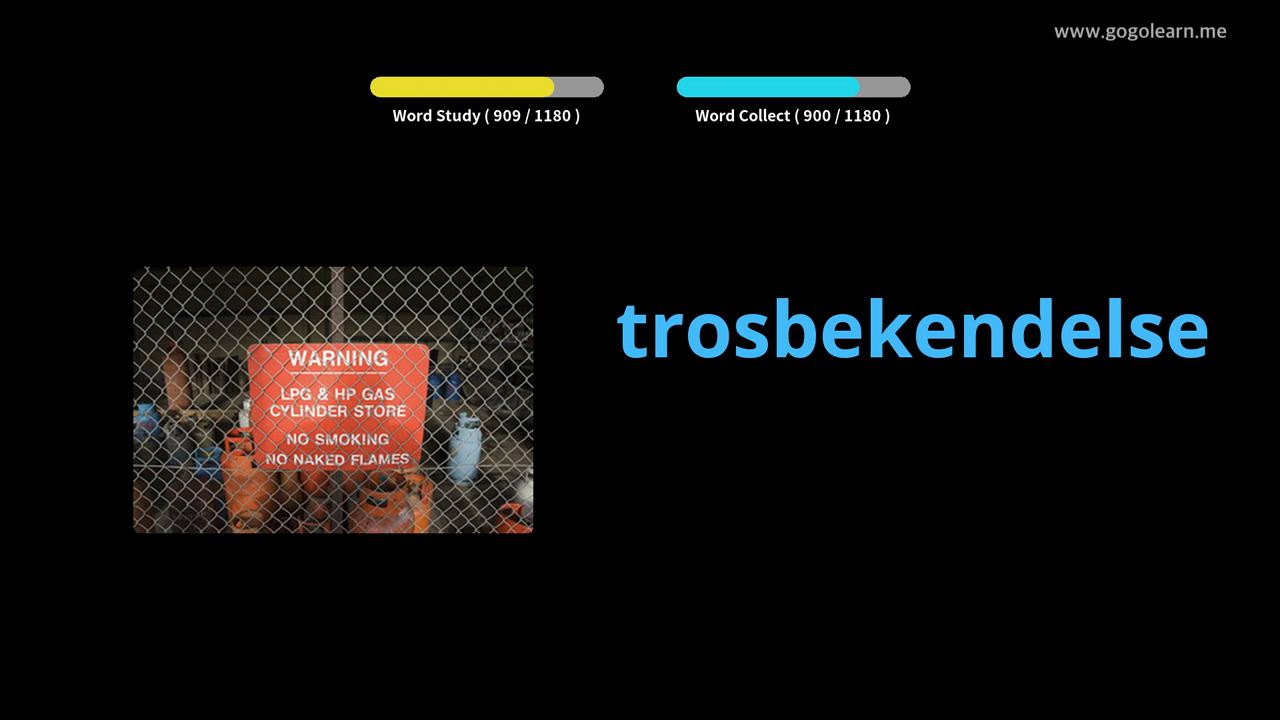 www.gogolearn.me
Word Study ( 909 / 1180 )
Word Collect ( 900 / 1180 )
trosbekendelse
WARNING
LPG & HP GAS
CYLINDER STORE
NO SMOKING
NO NAKED FLAMES